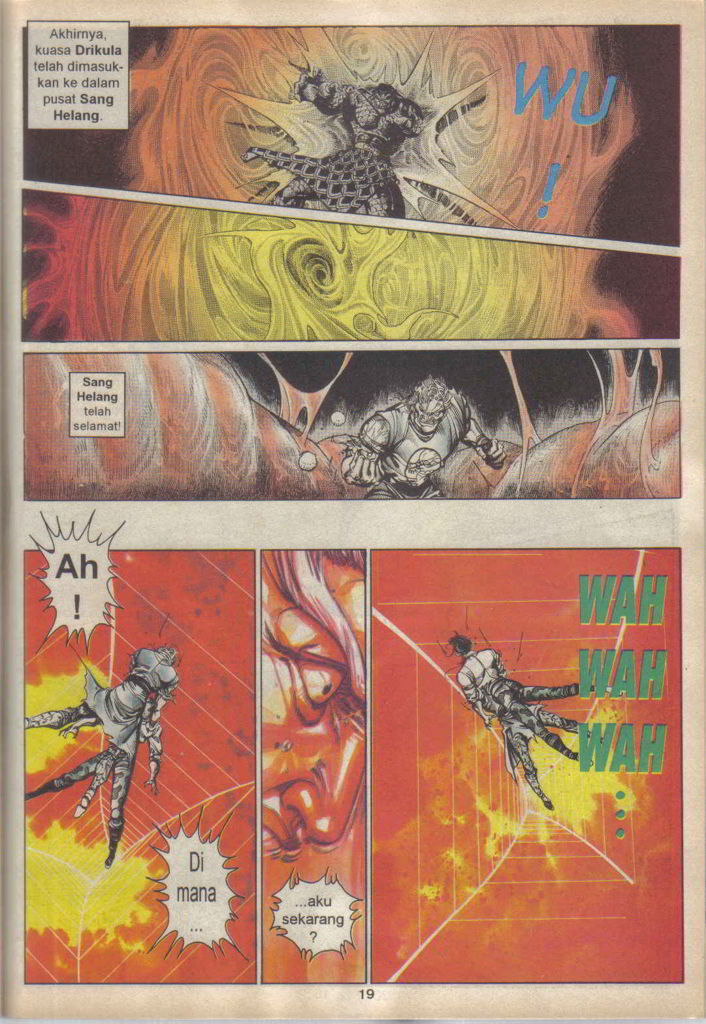 Akhirnya,
kuasa Drikula
telah dimasuk-
kan ke dalam
pusat Sang
Helang.
WU
!
Sang
Helang
telah
selamat!
Ah
!
Di
mana
...
...aku
sekarang
?
WAH
WAH
WAH
...
19